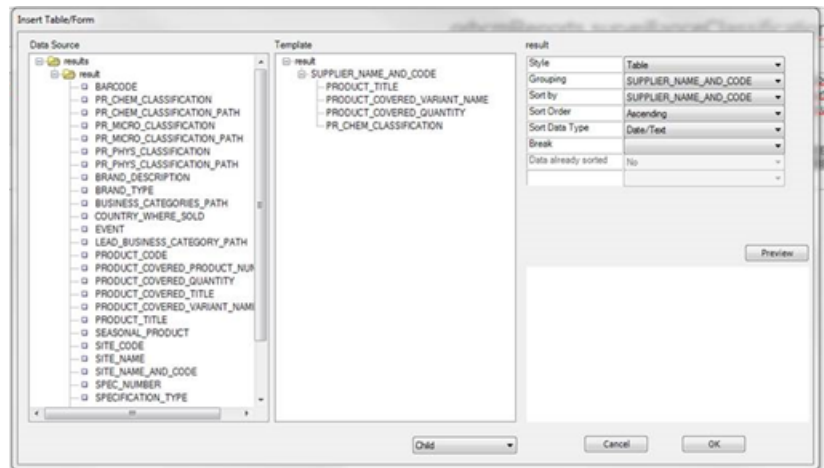 Insert Table/Form
Data Source
results
result
BARCODE
PR_CHEM_CLASSIFICATION
PR_CHEM_CLASSIFICATION_PATH
PR_MICRO_CLASSIFICATION
PR_MICRO_CLASSIFICATION_PATH
PR_PHYS_CLASSIFICATION
PR_PHYS_CLASSIFICATION_PATH
BRAND_DESCRIPTION
BRAND_TYPE
BUSINESS_CATEGORIES_PATH
COUNTRY_WHERE_SOLD
EVENT
LEAD_BUSINESS_CATEGORY_PATH
PRODUCT_CODE
PRODUCT_COVERED_PRODUCT_NUM
PRODUCT_COVERED_QUANTITY
PRODUCT_COVERED_TITLE
PRODUCT_COVERED_VARIANT_NAME
PRODUCT_TITLE
SEASONAL_PRODUCT
SITE_CODE
SITE_NAME
SITE_NAME_AND_CODE
SPEC_NUMBER
SPECIFICATION_TYPE
Template
result
SUPPLIER_NAME_AND_CODE
PRODUCT_TITLE
PRODUCT_COVERED_VARIANT_NAME
PRODUCT_COVERED_QUANTITY
PR_CHEM_CLASSIFICATION
result
Style Table
Grouping SUPPLIER_NAME_AND_CODE
Sort by SUPPLIER_NAME_AND_CODE
Sort Order Ascending
Sort Data Type Date/Text
Break
Data already sorted No
Preview
Child
Cancel
OK